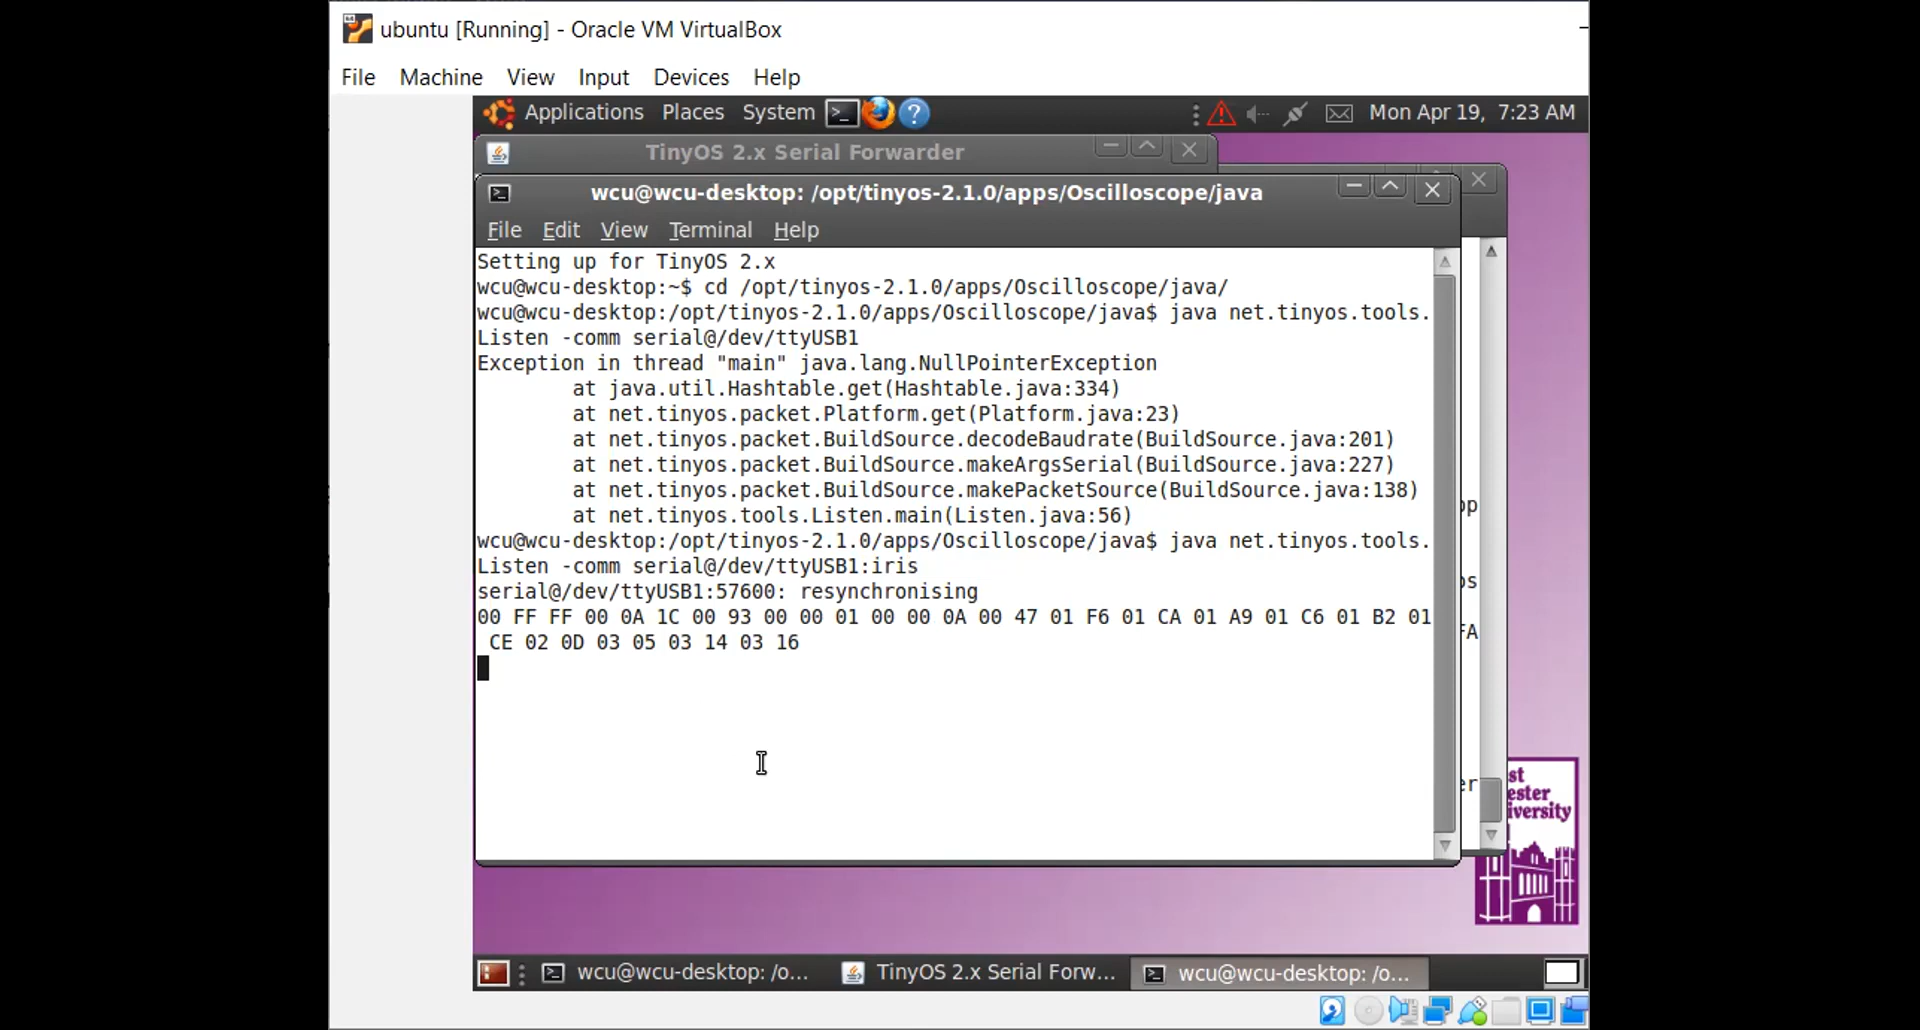 ubuntu [Running] - Oracle VM VirtualBox
File Machine View Input Devices Help
Applications Places System Mon Apr 19, 7:23 AM
TinyOS 2.x Serial Forwarder
wcu@wcu-desktop: /opt/tinyos-2.1.0/apps/Oscilloscope/java
File Edit View Terminal Help
Setting up for TinyOS 2.x
wcu@wcu-desktop:~$ cd /opt/tinyos-2.1.0/apps/Oscilloscope/java/
wcu@wcu-desktop:/opt/tinyos-2.1.0/apps/Oscilloscope/java$ java net.tinyos.tools.
Listen -comm serial@/dev/ttyUSB1
Exception in thread "main" java.lang.NullPointerException
at java.util.Hashtable.get(Hashtable.java:334)
at net.tinyos.packet.Platform.get(Platform.java:23)
at net.tinyos.packet.BuildSource.decodeBaudrate(BuildSource.java:201)
at net.tinyos.packet.BuildSource.makeArgsSerial(BuildSource.java:227)
at net.tinyos.packet.BuildSource.makePacketSource(BuildSource.java:138)
at net.tinyos.tools.Listen.main(Listen.java:56)
wcu@wcu-desktop:/opt/tinyos-2.1.0/apps/Oscilloscope/java$ java net.tinyos.tools.
Listen -comm serial@/dev/ttyUSB1:iris
serial@/dev/ttyUSB1:57600: resynchronising
00 FF FF 00 0A 1C 00 93 00 00 01 00 00 0A 00 47 01 F6 01 CA 01 A9 01 C6 01 B2 01
CE 02 0D 03 05 03 14 03 16
op
os
FA
er
st
ester
iversity
wcu@wcu-desktop: /o... TinyOS 2.x Serial Forw... wcu@wcu-desktop: /o...